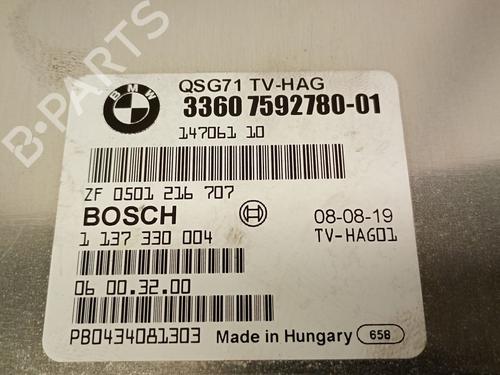 B-PARTS
BMW
QSG71 TV-HAG
3360 7592780-01
147061 10
ZF 0501 216 707
BOSCH
08-08-19
1 137 330 004
TV-HAG01
06 00.32.00
PB0434081303
Made in Hungary
658